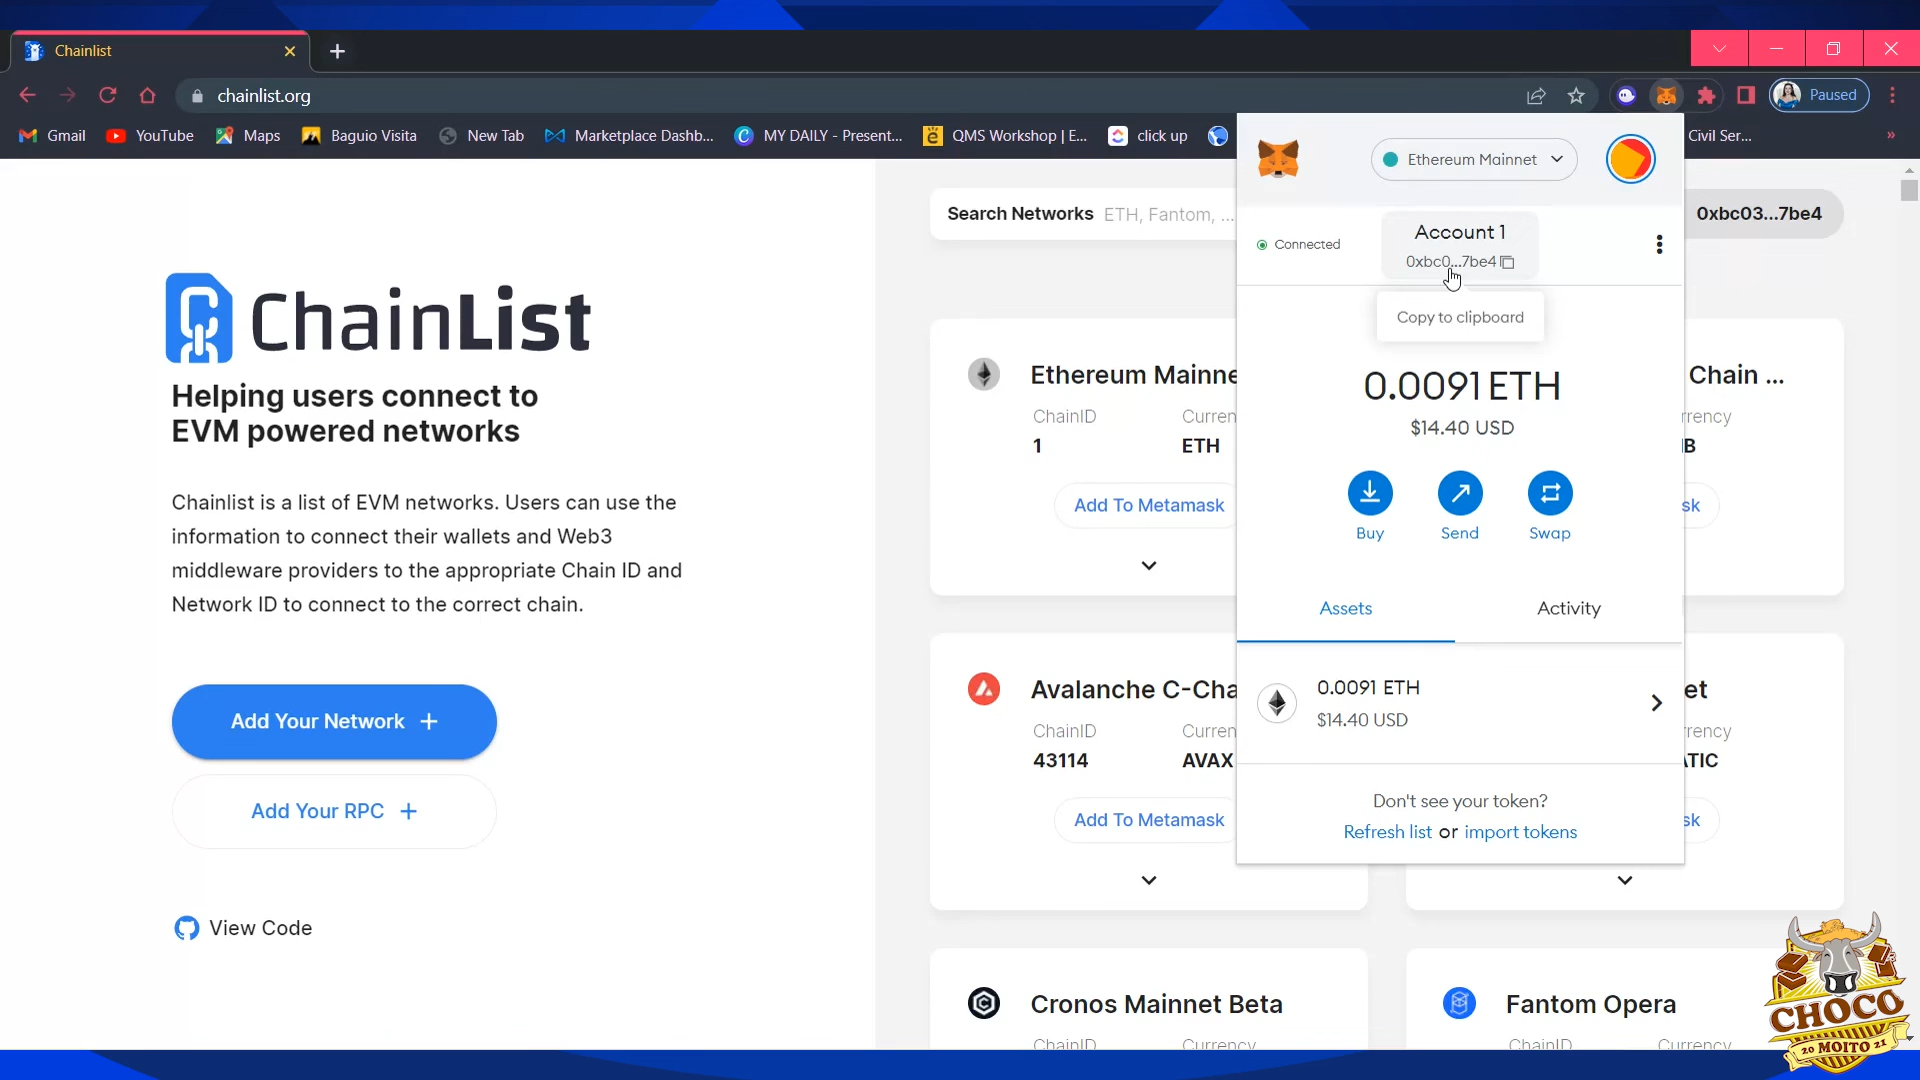 Chainlist
chainlist.org
Paused
Gmail
YouTube
Maps
Baguio Visita
New Tab
Marketplace Dashb...
MY DAILY - Present...
QMS Workshop | E...
click up
Civil Ser...
»
ChainList
Helping users connect to
EVM powered networks
Chainlist is a list of EVM networks. Users can use the
information to connect their wallets and Web3
middleware providers to the appropriate Chain ID and
Network ID to connect to the correct chain.
Add Your Network +
Add Your RPC +
View Code
Search Networks ETH, Fantom, ...
0xbc03...7be4
Ethereum Mainne
ChainID
Curren
1
ETH
Add To Metamask
Chain ...
rrency
Avalanche C-Cha
ChainID
Curren
43114
AVAX
Add To Metamask
et
rrency
TIC
sk
Cronos Mainnet Beta
ChainID
Currency
Fantom Opera
ChainID
Currency
Ethereum Mainnet
Connected
Account 1
0xbc0...7be4
Copy to clipboard
0.0091 ETH
$14.40 USD
Buy
Send
Swap
Assets
Activity
0.0091 ETH
$14.40 USD
Don't see your token?
Refresh list or import tokens
CHOCO
20 MOITO 21